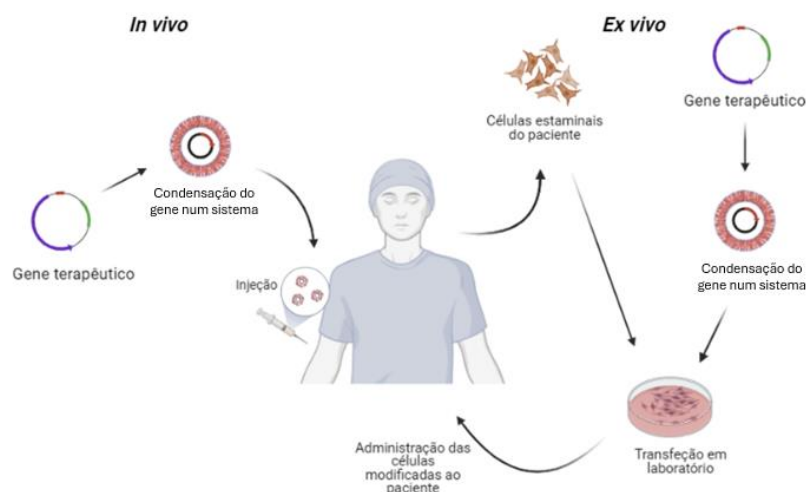 In vivo
Gene terapêutico
Condensação do
gene num sistema
Injeção
Ex vivo
Células estaminais
do paciente
Gene terapêutico
Condensação do
gene num sistema
Transfeção em
laboratório
Administração das
células
modificadas ao
paciente